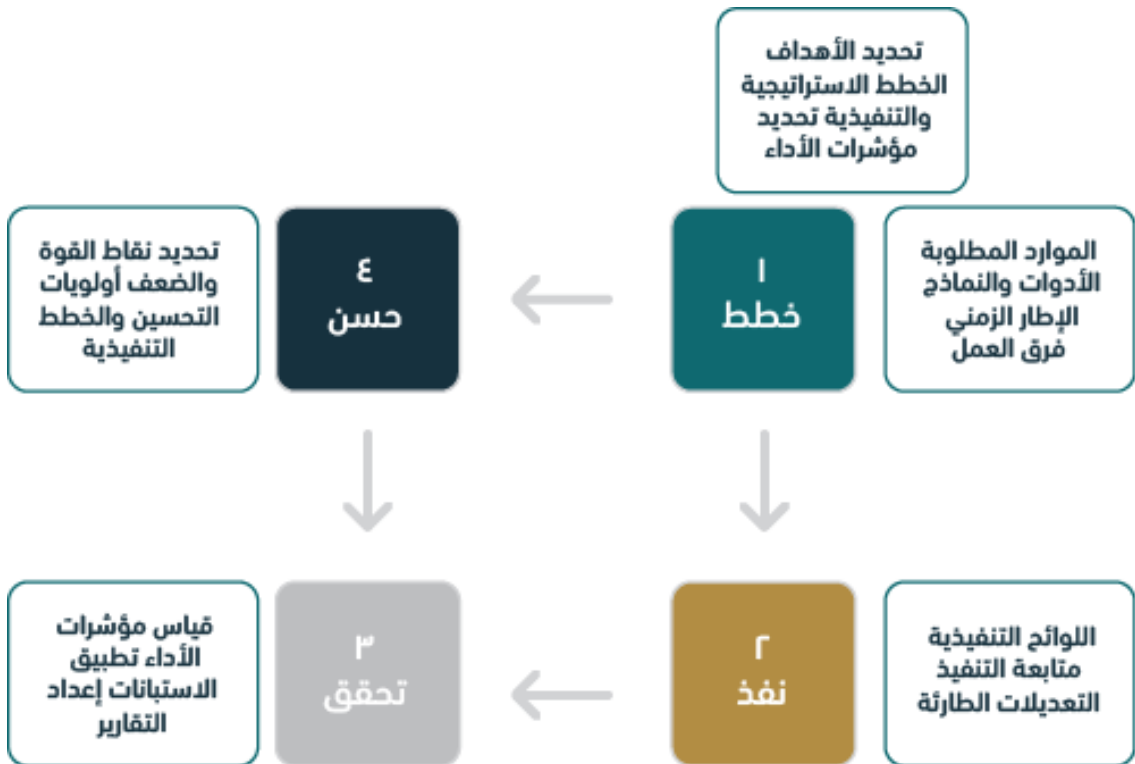 تحديد الأهداف
الخطط الاستراتيجية
والتنفيذية تحديد
مؤشرات الأداء
الموارد المطلوبة
الأدوات والنماذج
الإطار الزمني
فرق العمل
١
خطط
٤
حسن
تحديد نقاط القوة
والضعف أولويات
التحسين والخطط
التنفيذية
اللوائح التنفيذية
متابعة التنفيذ
التعديلات الطارئة
٢
نفذ
٣
تحقق
قياس مؤشرات
الأداء تطبيق
الاستبانات إعداد
التقارير